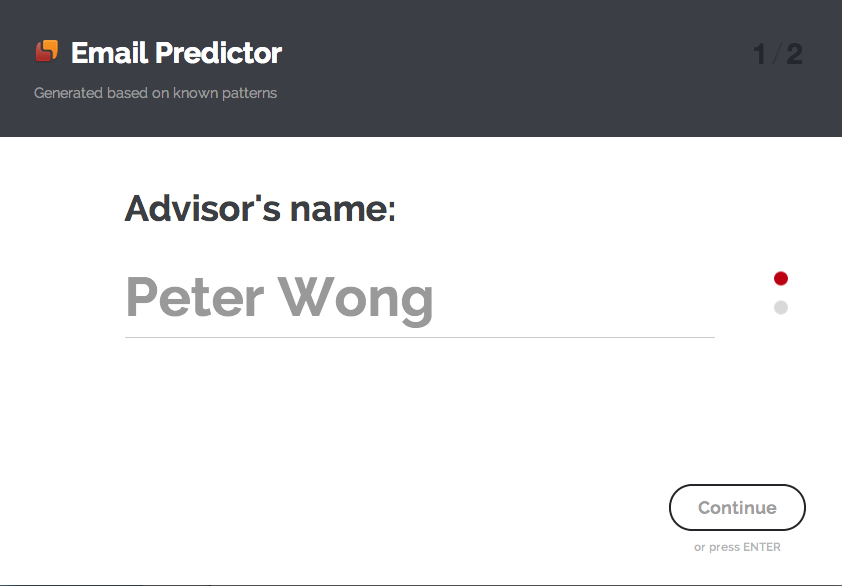 Email Predictor
1/2
Generated based on known patterns
Advisor's name:
Peter Wong
Continue
or press ENTER